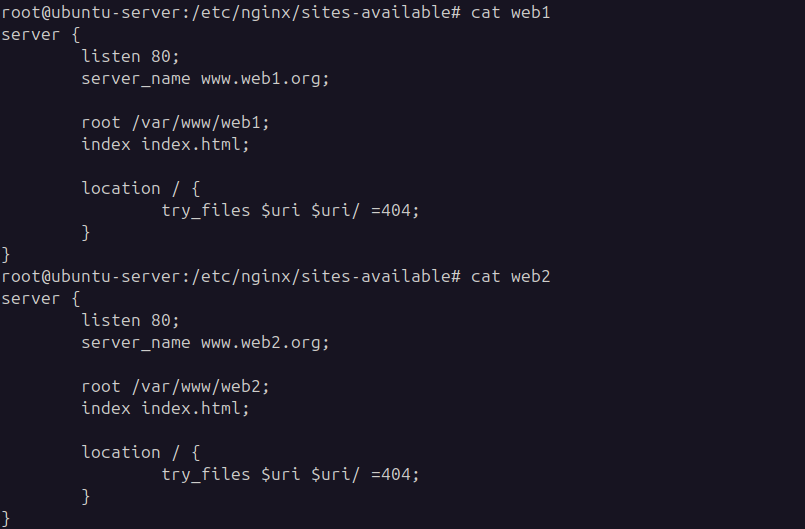 root@ubuntu-server:/etc/nginx/sites-available# cat web1
server {
        listen 80;
        server_name www.web1.org;

        root /var/www/web1;
        index index.html;

        location / {
                try_files $uri $uri/ =404;
        }
}
root@ubuntu-server:/etc/nginx/sites-available# cat web2
server {
        listen 80;
        server_name www.web2.org;

        root /var/www/web2;
        index index.html;

        location / {
                try_files $uri $uri/ =404;
        }
}